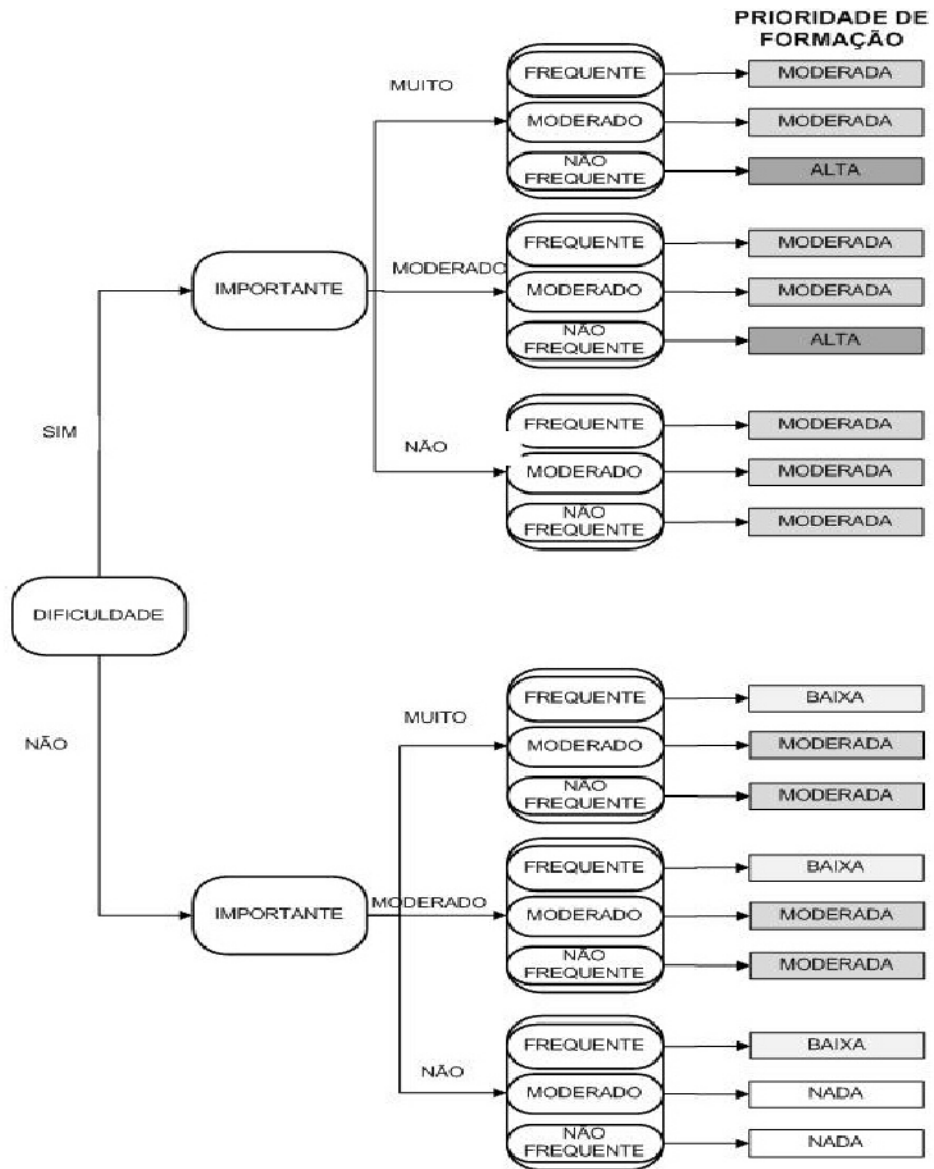 PRIORIDADE DE
FORMAÇÃO
MUITO
FREQUENTE
MODERADA
MODERADO
MODERADA
NÃO
FREQUENTE
ALTA
IMPORTANTE
MODERADO
FREQUENTE
MODERADA
MODERADO
MODERADA
NÃO
FREQUENTE
ALTA
SIM
NÃO
FREQUENTE
MODERADA
MODERADO
MODERADA
NÃO
FREQUENTE
MODERADA
DIFICULDADE
NÃO
MUITO
FREQUENTE
BAIXA
MODERADO
MODERADA
NÃO
FREQUENTE
MODERADA
IMPORTANTE
MODERADO
FREQUENTE
BAIXA
MODERADO
MODERADA
NÃO
FREQUENTE
MODERADA
NÃO
FREQUENTE
BAIXA
MODERADO
NADA
NÃO
FREQUENTE
NADA